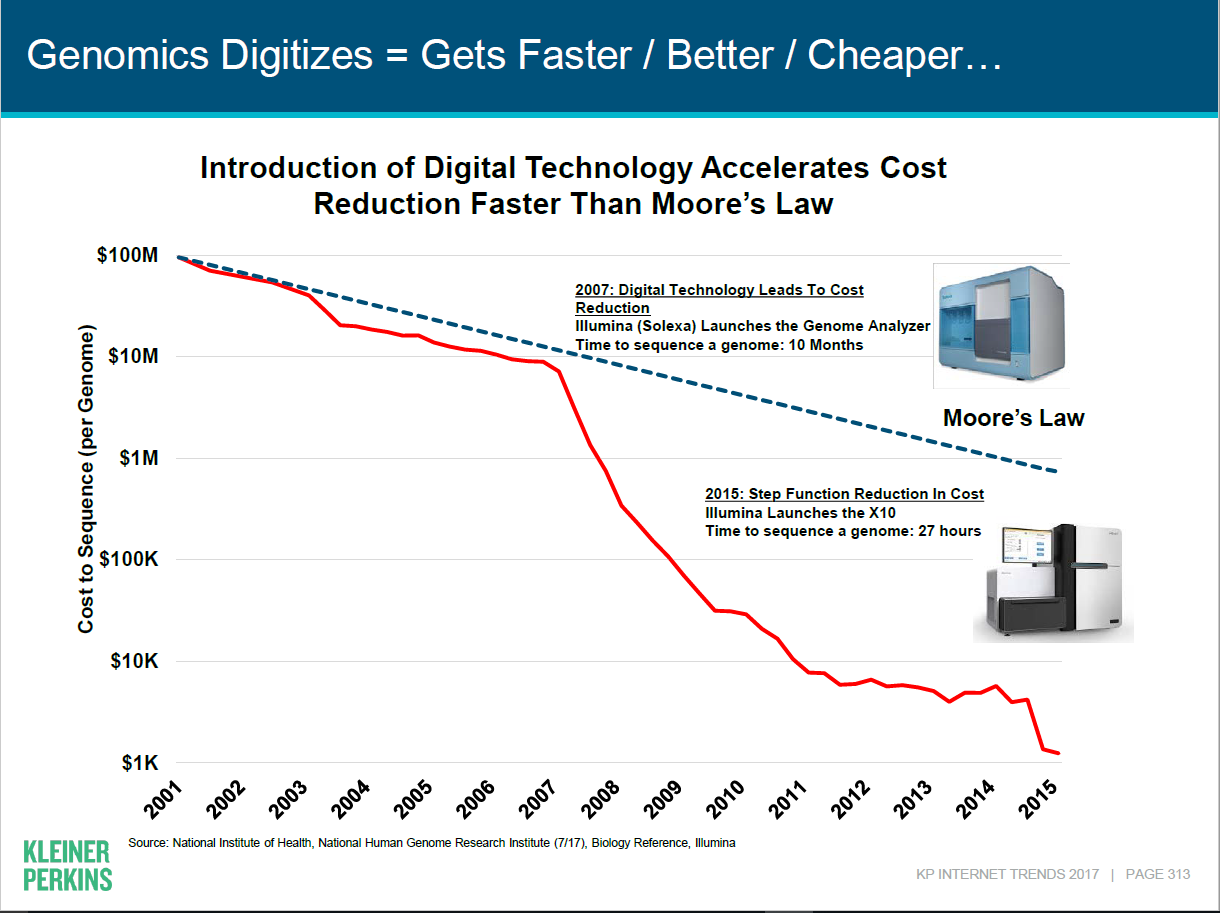 Genomics Digitizes = Gets Faster / Better / Cheaper…
Introduction of Digital Technology Accelerates Cost
Reduction Faster Than Moore’s Law
Cost to Sequence (per Genome)
$100M
$10M
$1M
$100K
$10K
$1K
2007: Digital Technology Leads To Cost
Reduction
Illumina (Solexa) Launches the Genome Analyzer
Time to sequence a genome: 10 Months
Moore’s Law
2015: Step Function Reduction In Cost
Illumina Launches the X10
Time to sequence a genome: 27 hours
2001
2002
2003
2004
2005
2006
2007
2008
2009
2010
2011
2012
2013
2014
2015
Source: National Institute of Health, National Human Genome Research Institute (7/17), Biology Reference, Illumina
KLEINER
PERKINS
KP INTERNET TRENDS 2017 | PAGE 313